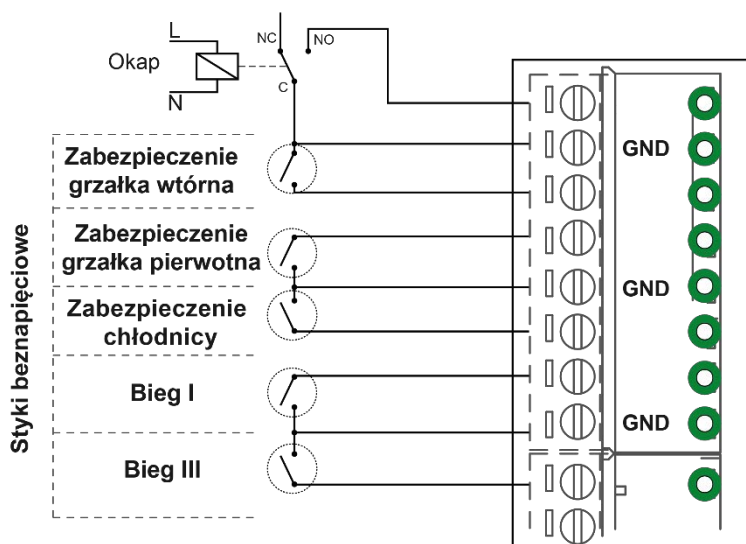 L
NC
NO
Okap
N
C
Zabezpieczenie
grzałka wtórna
GND
Zabezpieczenie
grzałka pierwotna
GND
Zabezpieczenie
chłodnicy
Bieg I
GND
Bieg III
Styki beznapięciowe